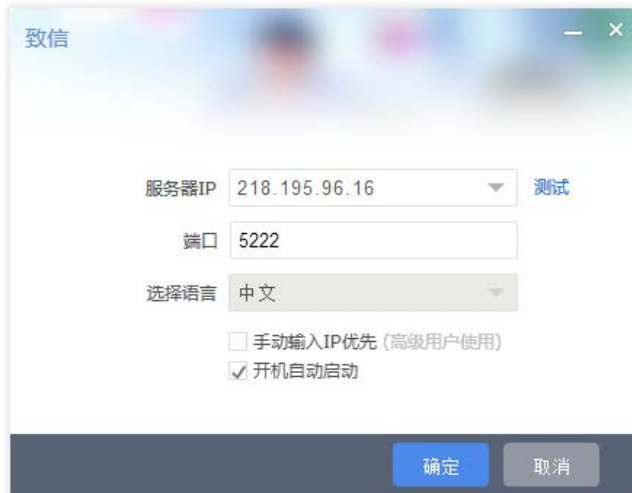 致信
服务器IP 218.195.96.16 测试
端口 5222
选择语言 中文
手动输入IP优先 (高级用户使用)
开机自动启动
确定 取消